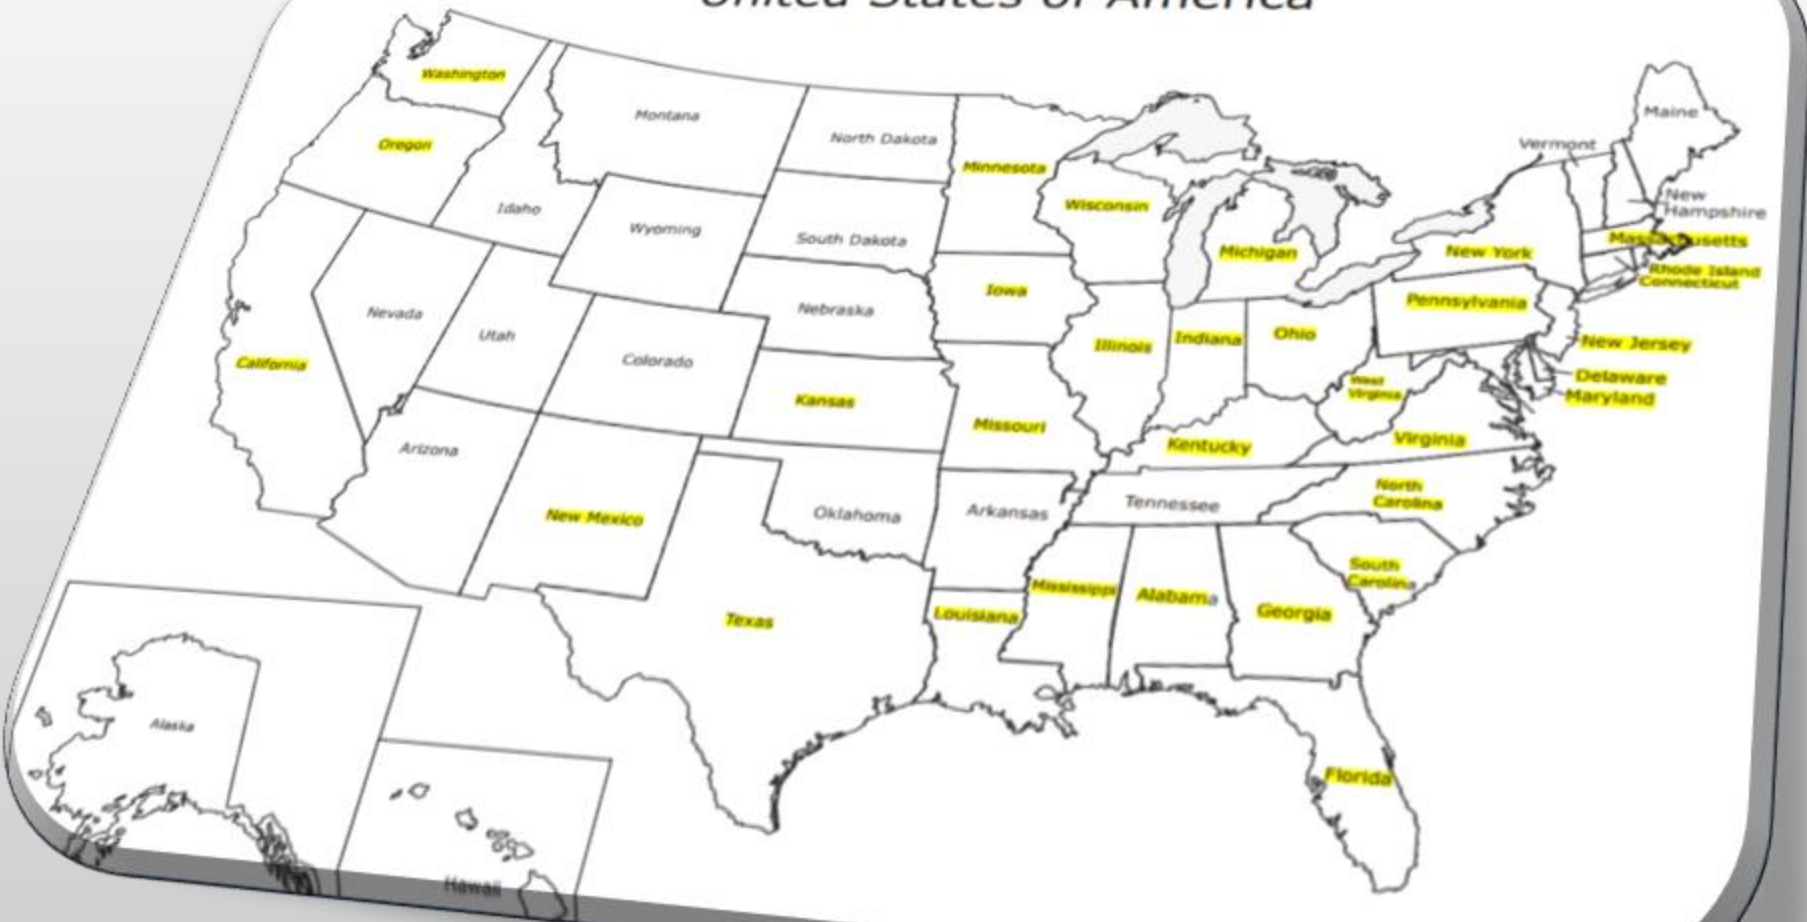 United States of America
Washington
Montana
North Dakota
Minnesota
Maine
Vermont
Oregon
Idaho
Wyoming
South Dakota
Wisconsin
Michigan
New York
New
Hampshire
Massachusetts
Rhode Island
Connecticut
Iowa
Nebraska
Nevada
Utah
Colorado
California
Illinois
Indiana
Ohio
Pennsylvania
New Jersey
Delaware
Maryland
West
Virginia
Kansas
Missouri
Kentucky
Virginia
Arizona
New Mexico
Oklahoma
Arkansas
Tennessee
North
Carolina
South
Carolina
Texas
Louisiana
Mississippi
Alabama
Georgia
Florida
Alaska
Hawaii